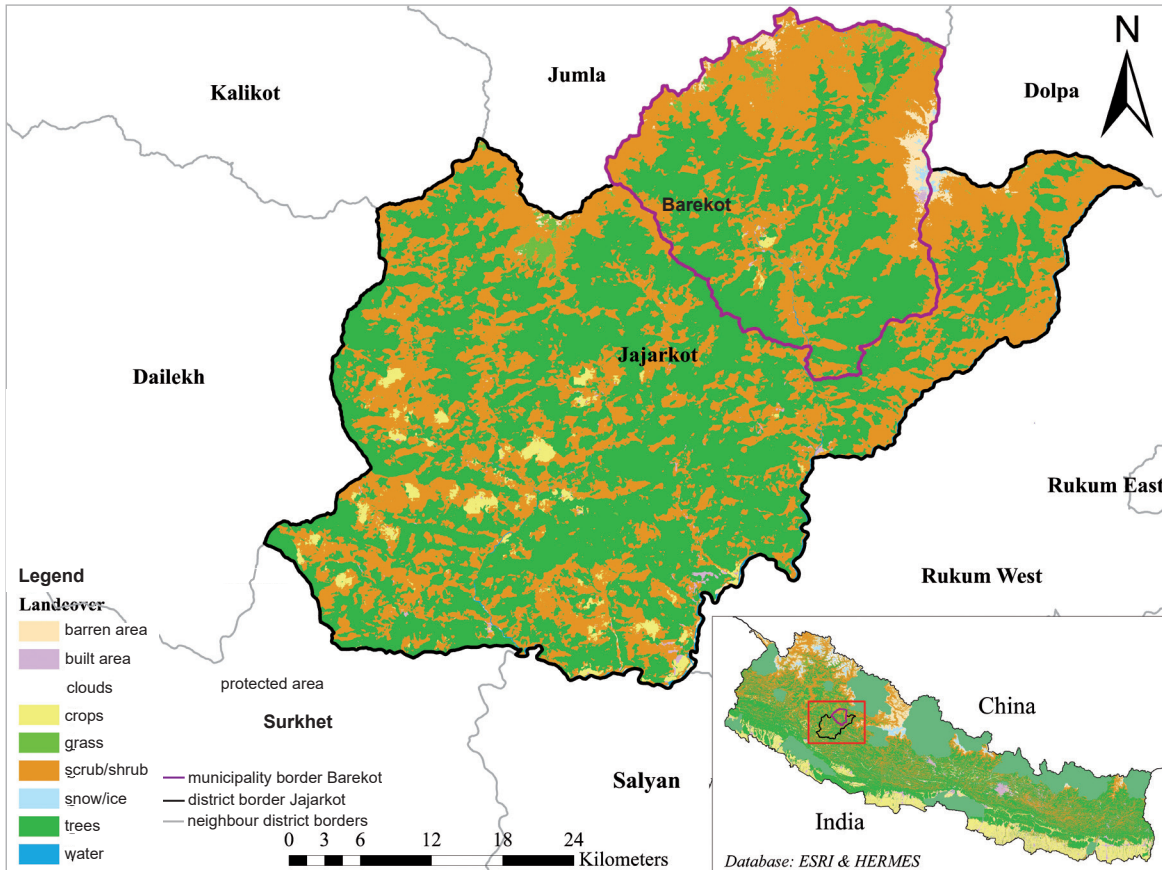 N
Jumla
Kalikot
Dolpa
Barekot
Jajarkot
Dailekh
Rukum East
Rukum West
Legend
Landcover
barren area
built area
clouds
protected area
crops
grass
scrub/shrub
snow/ice
trees
water
Surkhet
Salyan
municipality border Barekot
district border Jajarkot
neighbour district borders
0 3 6 12 18 24
Kilometers
China
India
Database: ESRI & HERMES